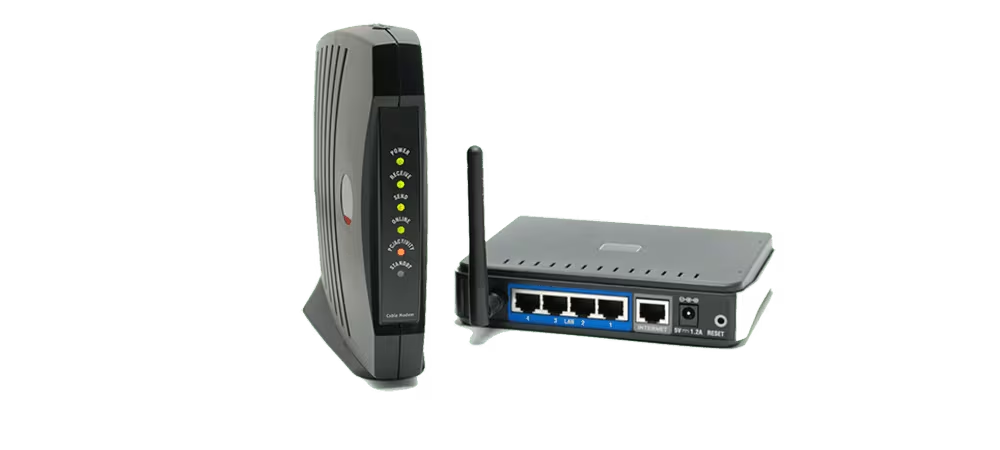 POWER
RECEIVE
SEND
ONLINE
PC/ACTIVITY
STANDBY
Cable Modem
4 3 LAN 2 1
INTERNET
5V⎓1.2A
RESET